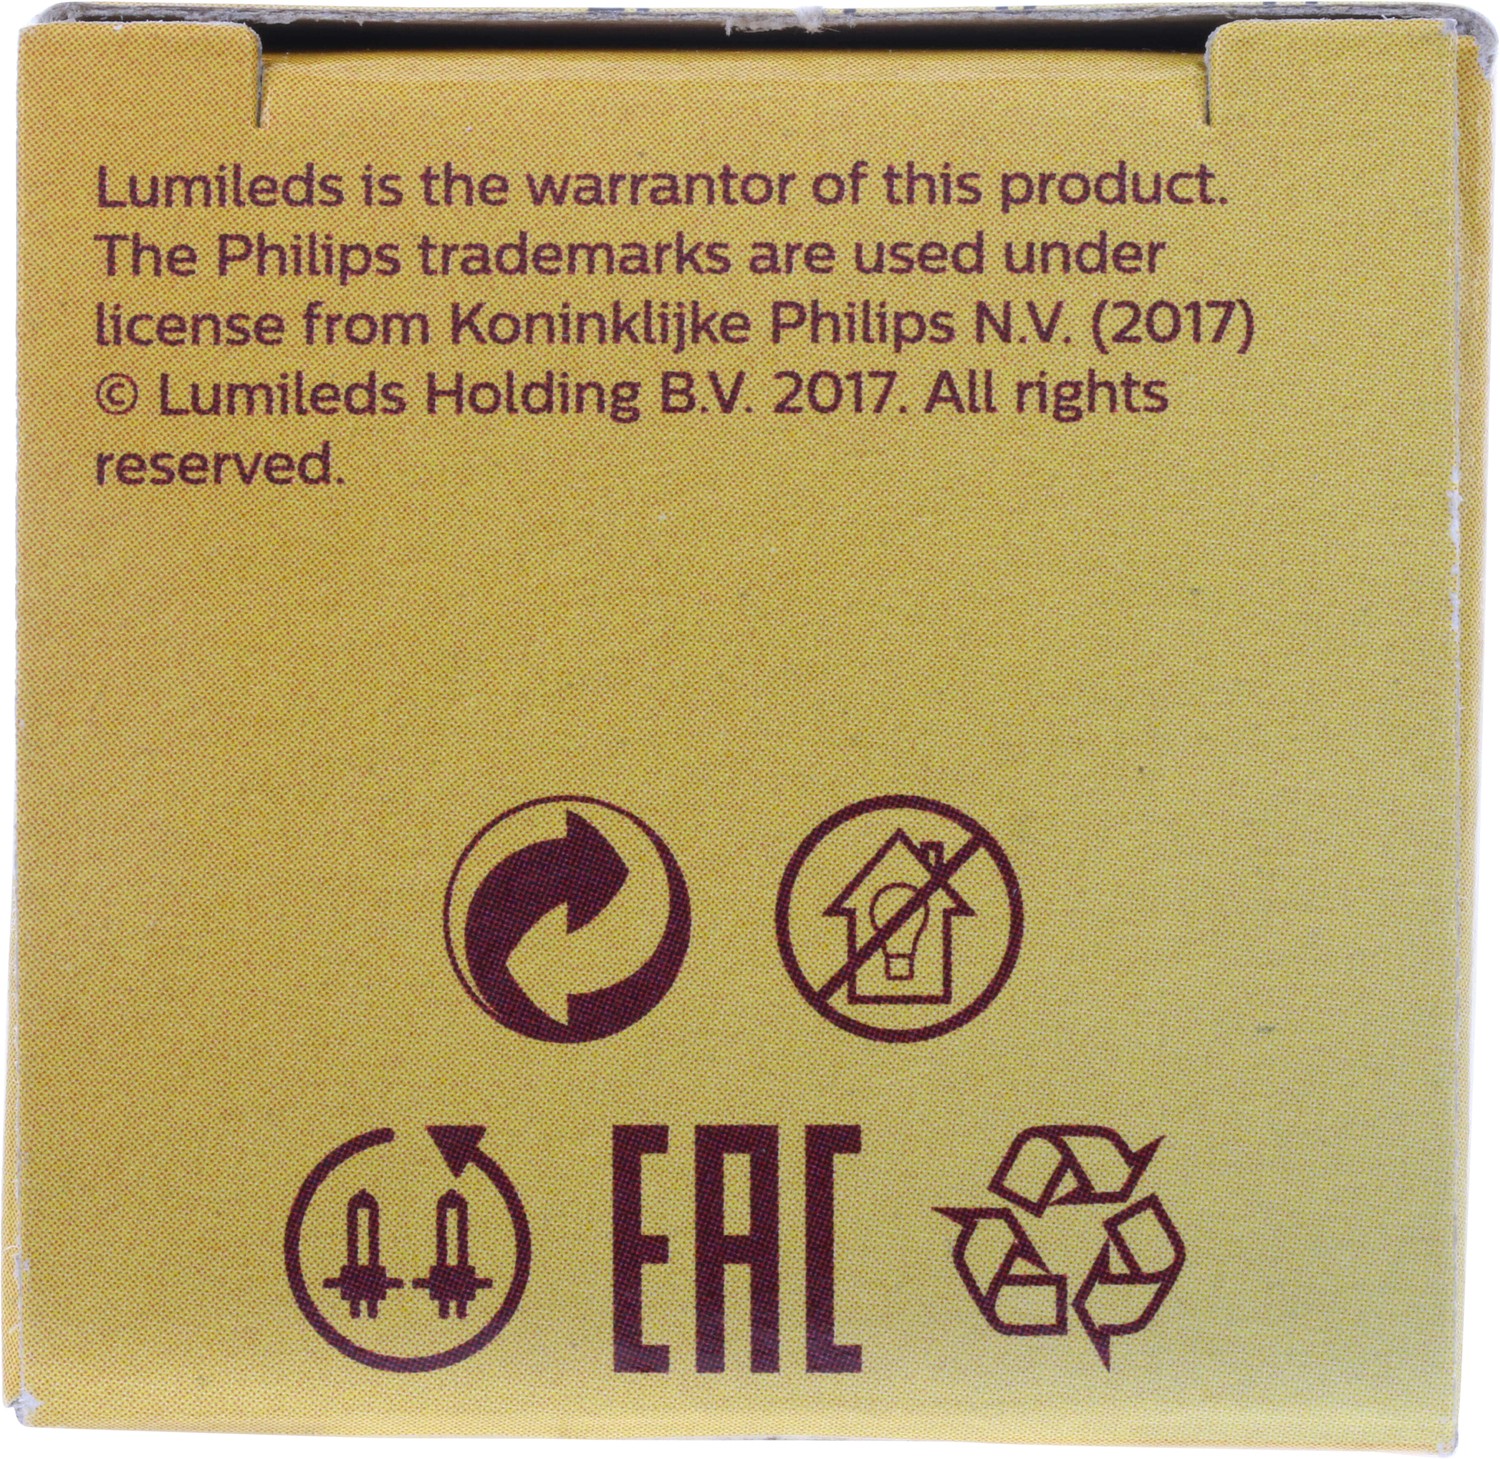 Lumileds is the warrantor of this product.
The Philips trademarks are used under
license from Koninklijke Philips N.V. (2017)
© Lumileds Holding B.V. 2017. All rights
reserved.
EAC